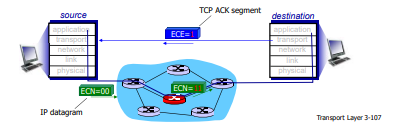 TCP ACK segment
source
destination
application
transport
network
link
physical
ECE=1
application
transport
network
link
physical
ECN=00
ECN=11
IP datagram
Transport Layer 3-107